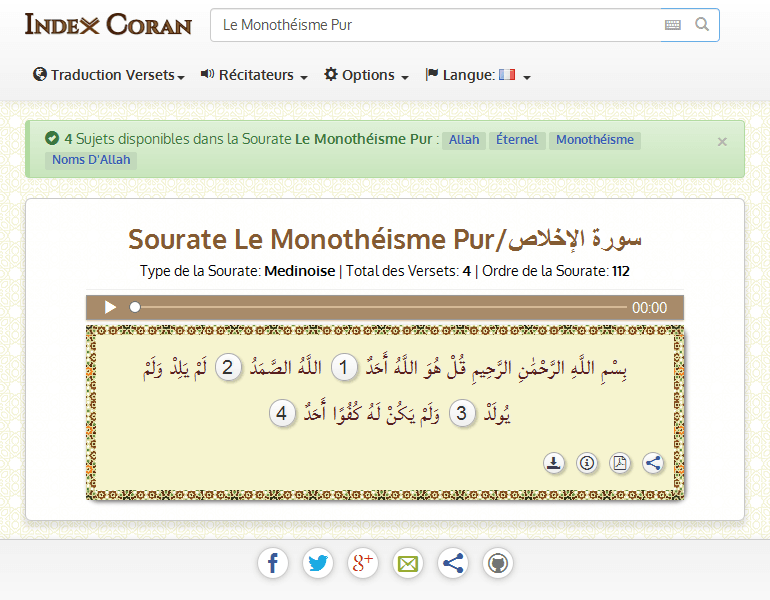 INDEX CORAN
Le Monothéisme Pur
Traduction Versets Récitateurs Options Langue:
4 Sujets disponibles dans la Sourate Le Monothéisme Pur : Allah Éternel Monothéisme ×
Noms D'Allah
Sourate Le Monothéisme Pur/سورة الإخلاص
Type de la Sourate: Medinoise | Total des Versets: 4 | Ordre de la Sourate: 112
00:00
بِسْمِ اللَّهِ الرَّحْمَٰنِ الرَّحِيمِ قُلْ هُوَ اللَّهُ أَحَدٌ 1 اللَّهُ الصَّمَدُ 2 لَمْ يَلِدْ وَلَمْ
يُولَدْ 3 وَلَمْ يَكُنْ لَهُ كُفُوًا أَحَدٌ 4
f g+